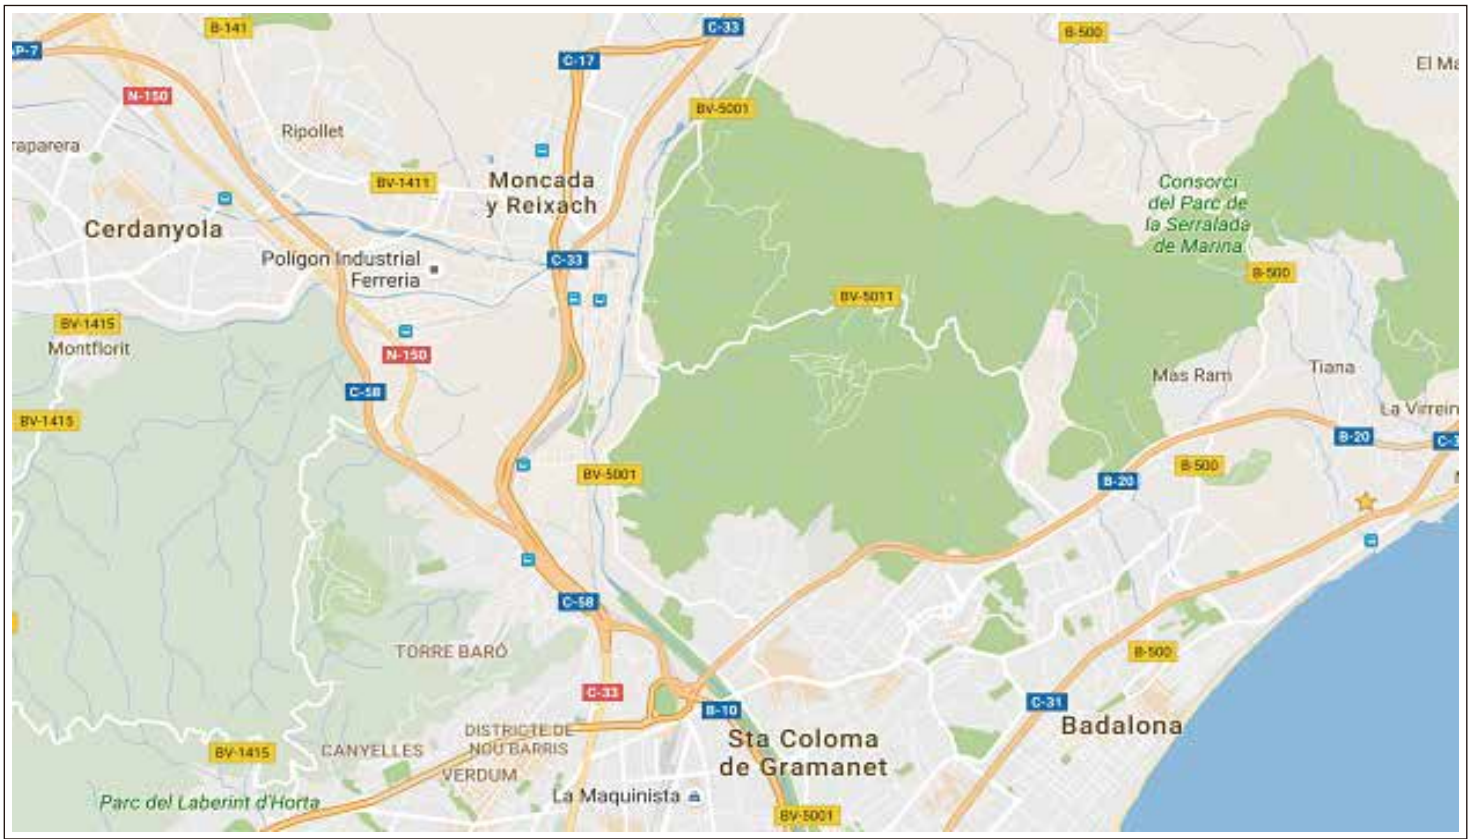 B-141
C-33
B-500
P-7
C-17
El Ma
N-150
BV-5001
Ripollet
raparera
BV-1411
Moncada
y Reixach
Consorci
del Parc de
la Serralada
de Marina
Cerdanyola
Polígon Industrial
Ferreria
C-33
B-500
BV-5011
BV-1415
Montflorit
N-150
Mas Ram
Tiana
C-58
La Virrein
BV-1415
B-20
C-3
BV-5001
B-500
B-20
C-58
TORRE BARÓ
B-500
C-33
C-31
B-10
Badalona
DISTRICTE DE
NOU BARRIS
Sta Coloma
de Gramanet
BV-1415
CANYELLES
VERDUM
La Maquinista
Parc del Laberint d'Horta
BV-5001